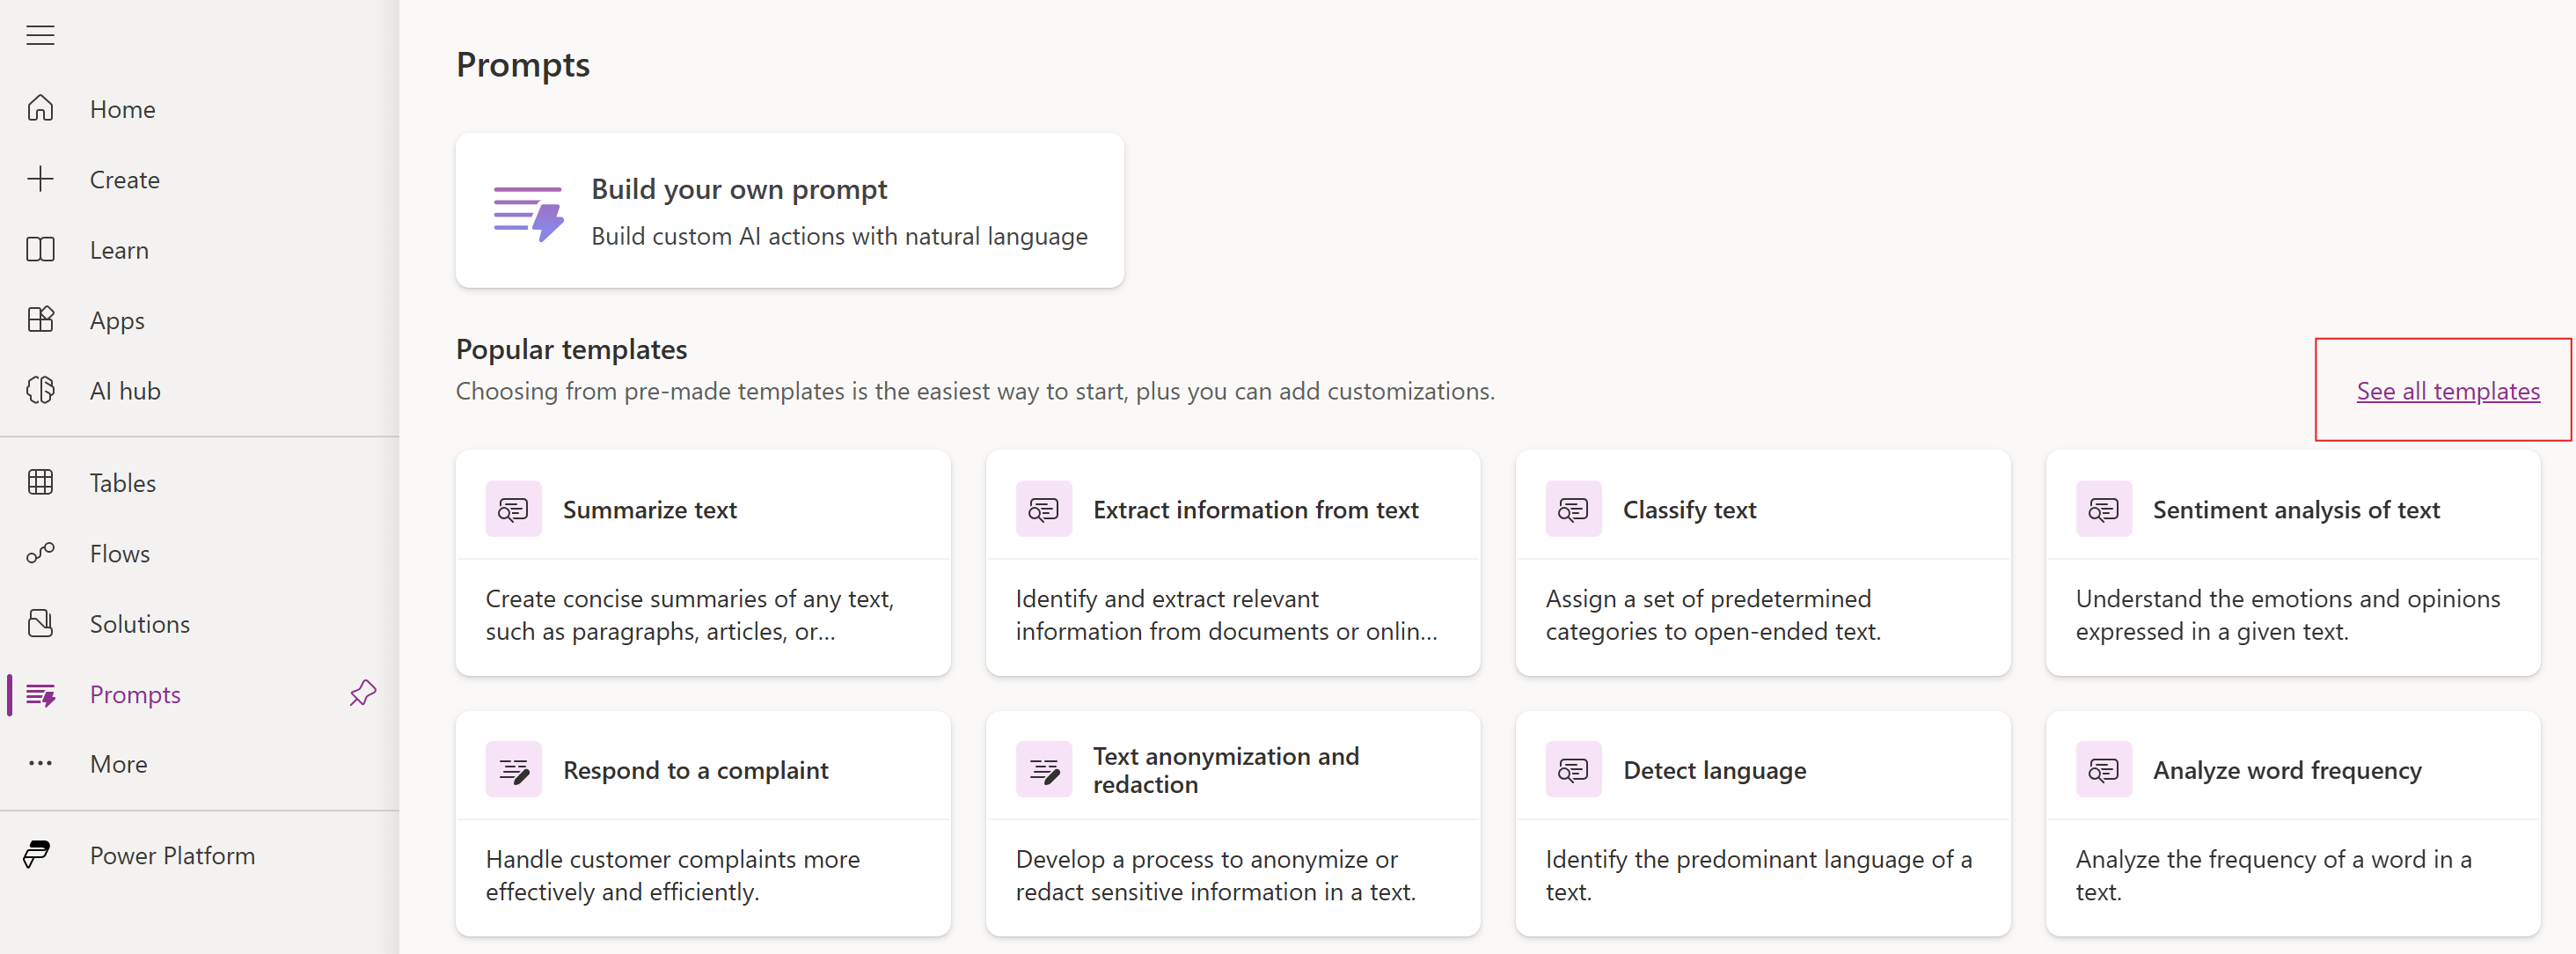 Home
Create
Learn
Apps
AI hub
Tables
Flows
Solutions
Prompts
More
Power Platform
Prompts
Build your own prompt
Build custom AI actions with natural language
Popular templates
Choosing from pre-made templates is the easiest way to start, plus you can add customizations.
See all templates
Summarize text
Create concise summaries of any text,
such as paragraphs, articles, or...
Extract information from text
Identify and extract relevant
information from documents or onlin...
Classify text
Assign a set of predetermined
categories to open-ended text.
Sentiment analysis of text
Understand the emotions and opinions
expressed in a given text.
Respond to a complaint
Handle customer complaints more
effectively and efficiently.
Text anonymization and
redaction
Develop a process to anonymize or
redact sensitive information in a text.
Detect language
Identify the predominant language of a
text.
Analyze word frequency
Analyze the frequency of a word in a
text.